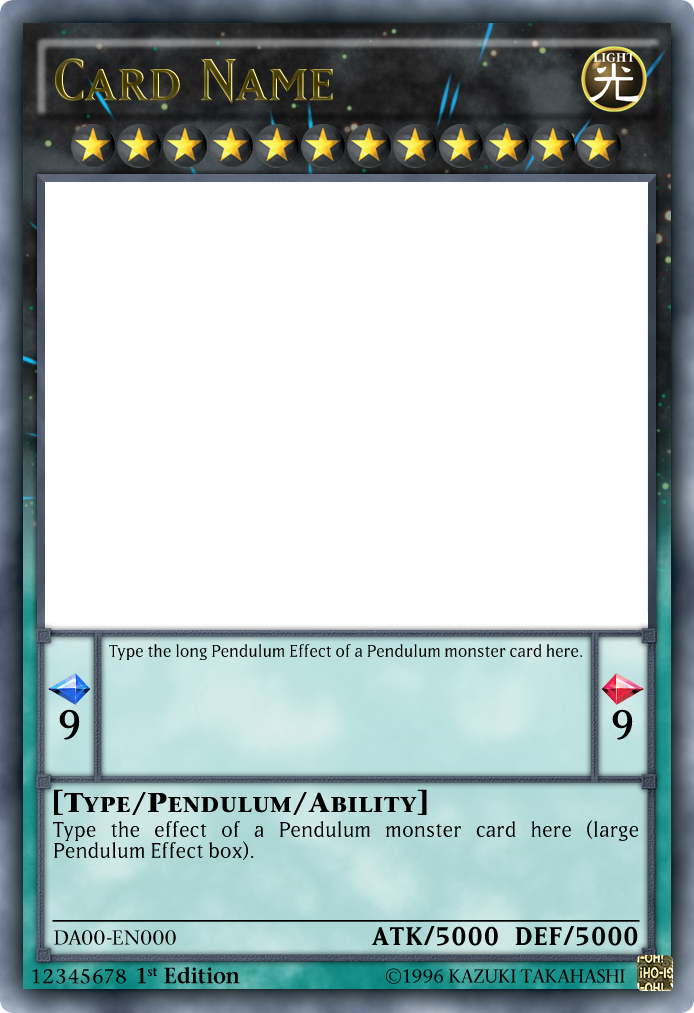 Card Name
LIGHT
光
Type the long Pendulum Effect of a Pendulum monster card here.
9
9
[Type/Pendulum/Ability]
Type the effect of a Pendulum monster card here (large
Pendulum Effect box).
DA00-EN000 ATK/5000 DEF/5000
12345678 1st Edition ©1996 KAZUKI TAKAHASHI